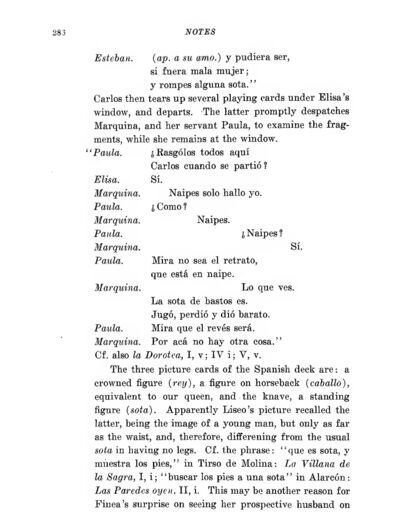 283 NOTES
Esteban. (ap. a su amo.) y pudiera ser,
si fuera mala mujer;
y rompes alguna sota."
Carlos then tears up several playing cards under Elisa's
window, and departs. The latter promptly despatches
Marquina, and her servant Paula, to examine the frag-
ments, while she remains at the window.
"Paula. ¿Rasgólos todos aquí
Carlos cuando se partió?
Elisa. Sí.
Marquina. Naipes solo hallo yo.
Paula. ¿Como?
Marquina. Naipes.
Paula. ¿Naipes?
Marquina. Sí.
Paula. Mira no sea el retrato,
que está en naipe.
Marquina. Lo que ves.
La sota de bastos es.
Jugó, perdió y dió barato.
Paula. Mira que el revés será.
Marquina. Por acá no hay otra cosa."
Cf. also la Dorotea, I, v; IV i; V, v.
The three picture cards of the Spanish deck are: a
crowned figure (rey), a figure on horseback (caballo),
equivalent to our queen, and the knave, a standing
figure (sota). Apparently Liseo's picture recalled the
latter, being the image of a young man, but only as far
as the waist, and, therefore, differening from the usual
sota in having no legs. Cf. the phrase: "que es sota, y
muestra los pies," in Tirso de Molina: La Villana de
la Sagra, I, i; "buscar los pies a una sota" in Alarcón:
Las Paredes oyen. II, i. This may be another reason for
Finea's surprise on seeing her prospective husband on